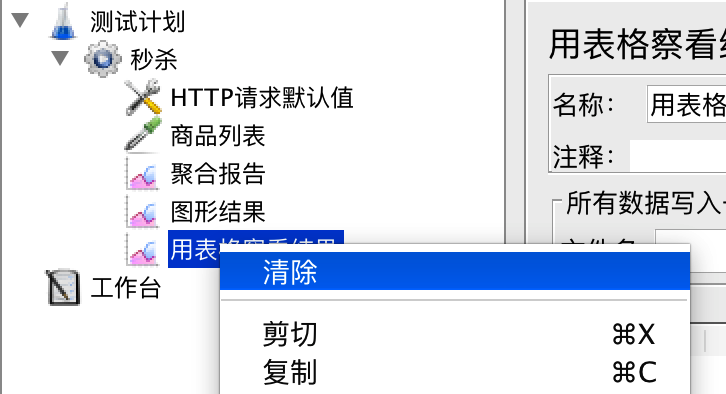 测试计划
秒杀
HTTP请求默认值
商品列表
聚合报告
图形结果
用表格察看结果
工作台
用表格察看
名称：
用表格
注释：
所有数据写入
文件名
清除
剪切 ⌘X
复制 ⌘C